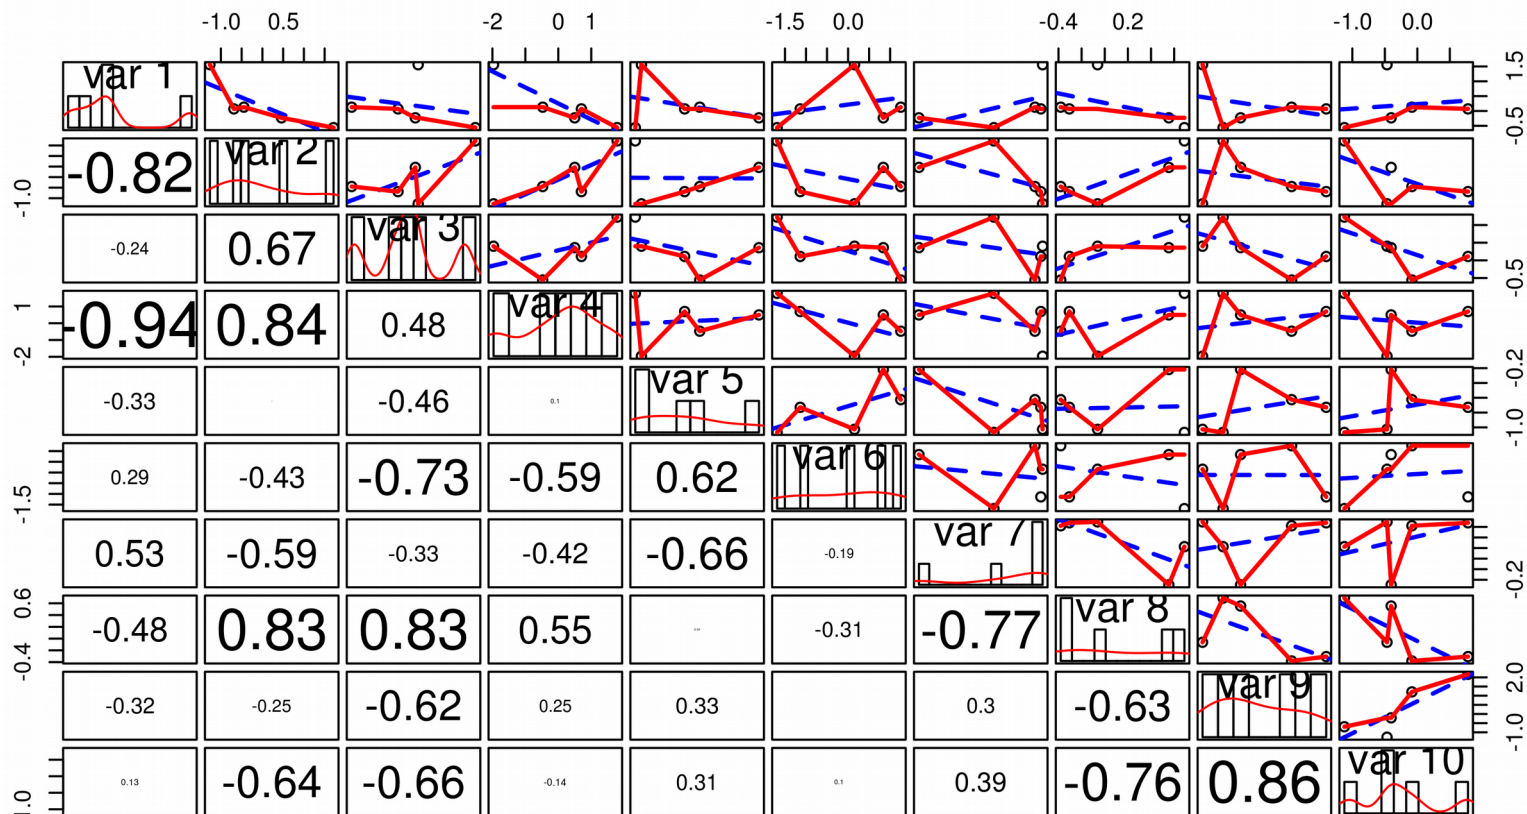 -1.0 0.5 -2 0 1 -1.5 0.0 -0.4 0.2 -1.0 0.0
var 1 -0.5 1.5
-1.0 -0.82 var 2
-0.24 0.67 var 3 -0.5
-2 1 -0.94 0.84 0.48 var 4
-0.33 -0.46 0.1 var 5 -1.0 -0.2
-1.5 0.29 -0.43 -0.73 -0.59 0.62 var 6
0.53 -0.59 -0.33 -0.42 -0.66 -0.19 var 7 -0.2
-0.4 0.6 -0.48 0.83 0.83 0.55 -0.31 -0.77 var 8
-0.32 -0.25 -0.62 0.25 0.33 0.3 -0.63 var 9 -1.0 2.0
1.0 0.13 -0.64 -0.66 -0.14 0.31 0.1 0.39 -0.76 0.86 var 10